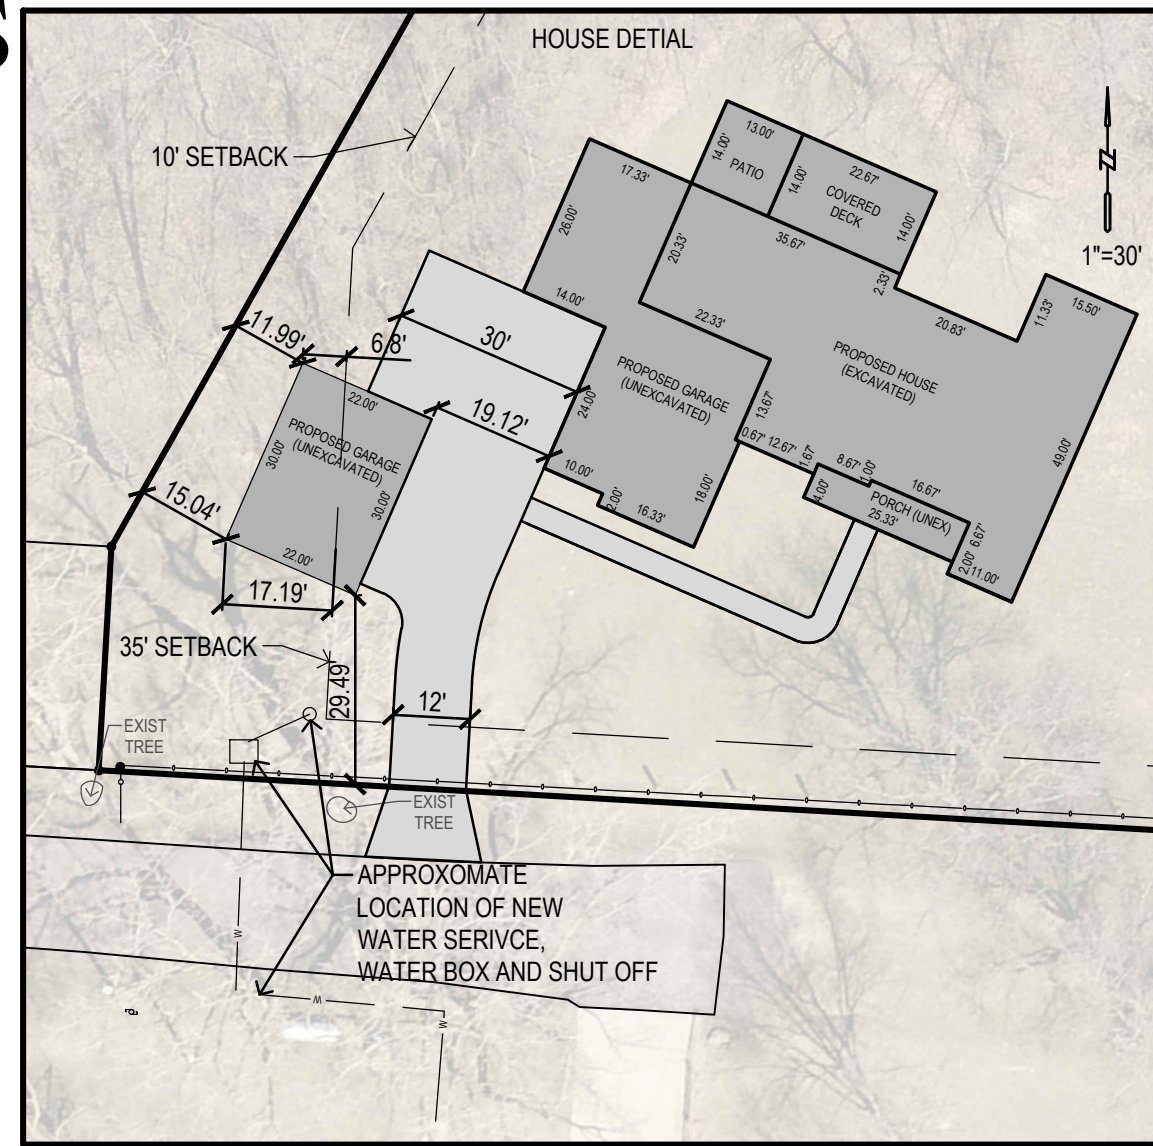 S
HOUSE DETIAL
10' SETBACK
1"=30'
13.00'
14.00'
PATIO
14.00'
22.67'
COVERED
DECK
14.00'
17.33'
26.00'
20.33'
35.67'
2.33'
20.83'
11.33'
15.50'
14.00'
22.33'
PROPOSED HOUSE
(EXCAVATED)
11.99'
6.8'
30'
PROPOSED GARAGE
(UNEXCAVATED)
24.00'
13.67
22.00'
19.12'
PROPOSED GARAGE
(UNEXCAVATED)
30.00'
30.00'
0.67'
12.67'
1.67'
8.67'
1.00'
16.67'
49.00'
10.00'
2.00'
16.33'
18.00'
4.00'
PORCH (UNEX)
25.33'
6.67'
2.00'
11.00'
15.04'
22.00'
17.19'
35' SETBACK
29.49'
12'
EXIST
TREE
EXIST
TREE
APPROXOMATE
LOCATION OF NEW
WATER SERIVCE,
WATER BOX AND SHUT OFF
W
W
W